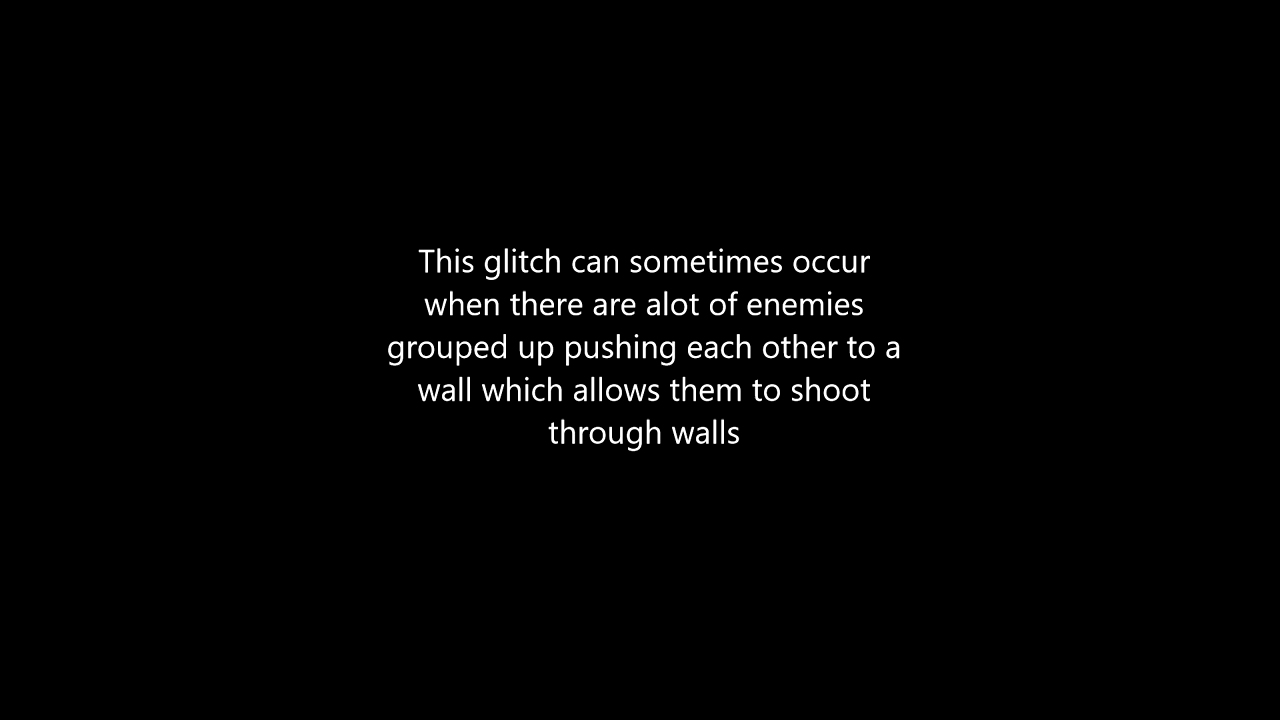 This glitch can sometimes occur
when there are alot of enemies
grouped up pushing each other to a
wall which allows them to shoot
through walls